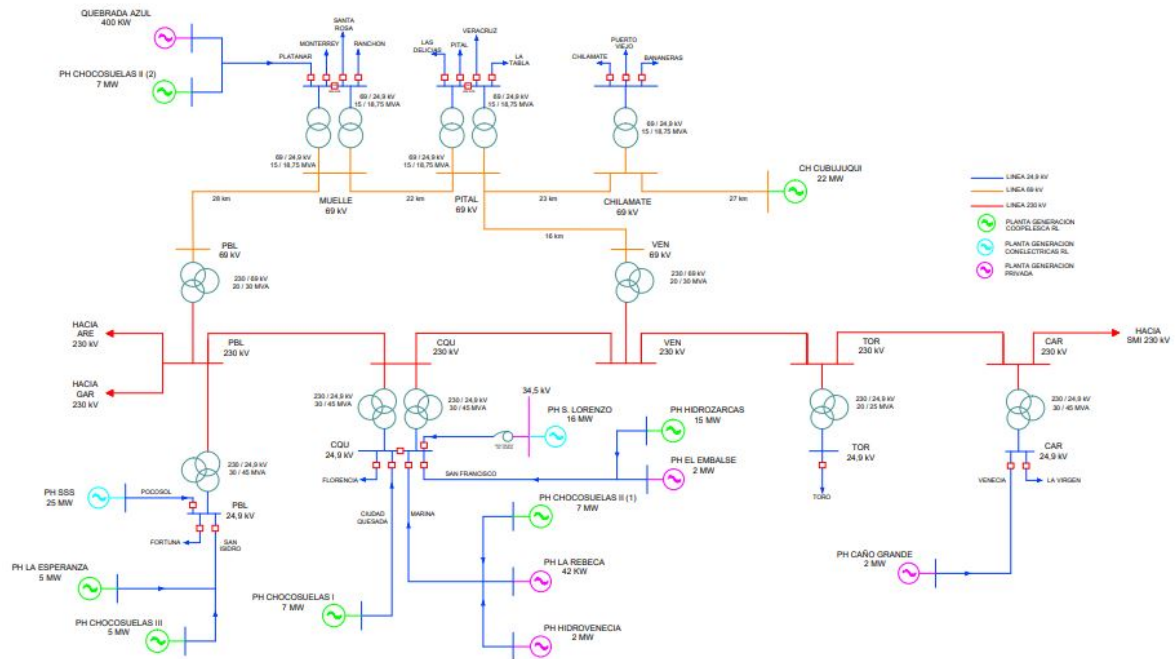 QUEBRADA AZUL
400 KW
PH CHOCOSUELAS II (2)
7 MW
PLATANAR
MONTERREY
SANTA
ROSA
RANCHON
LAS
DELICIAS
PITAL
VERACRUZ
LA
TABLA
CHILAMATE
PUERTO
VIEJO
BANANERAS
69 / 24,9 kV
15 / 18,75 MVA
69 / 24,9 kV
15 / 18,75 MVA
69 / 24,9 kV
15 / 18,75 MVA
69 / 24,9 kV
15 / 18,75 MVA
69 / 24,9 kV
15 / 18,75 MVA
28 km
MUELLE
69 kV
22 km
PITAL
69 kV
23 km
CHILAMATE
69 kV
27 km
CH CUBUJUQUI
22 MW
16 km
LINEA 24,9 kV
LINEA 69 kV
LINEA 230 kV
PLANTA GENERACION
COOPELESCA RL
PLANTA GENERACION
CONELECTRICAS RL
PLANTA GENERACION
PRIVADA
PBL
69 kV
230 / 69 kV
20 / 30 MVA
VEN
69 kV
230 / 69 kV
20 / 30 MVA
HACIA
ARE
230 kV
HACIA
GAR
230 kV
PBL
230 kV
CQU
230 kV
VEN
230 kV
TOR
230 kV
CAR
230 kV
HACIA
SMI 230 kV
230 / 24,9 kV
30 / 45 MVA
230 / 24,9 kV
30 / 45 MVA
230 / 24,9 kV
30 / 45 MVA
230 / 24,9 kV
20 / 25 MVA
230 / 24,9 kV
30 / 45 MVA
34,5 kV
PH S. LORENZO
16 MW
PH HIDROZARCAS
15 MW
PH EL EMBALSE
2 MW
CQU
24,9 kV
FLORENCIA
CIUDAD
QUESADA
MARINA
SAN FRANCISCO
TOR
24,9 kV
TORO
CAR
24,9 kV
VENECIA
LA VIRGEN
PH SSS
25 MW
POCOSOL
PBL
24,9 kV
FORTUNA
SAN
ISIDRO
PH LA ESPERANZA
5 MW
PH CHOCOSUELAS III
5 MW
PH CHOCOSUELAS I
7 MW
PH CHOCOSUELAS II (1)
7 MW
PH LA REBECA
42 KW
PH HIDROVENECIA
2 MW
PH CAÑO GRANDE
2 MW